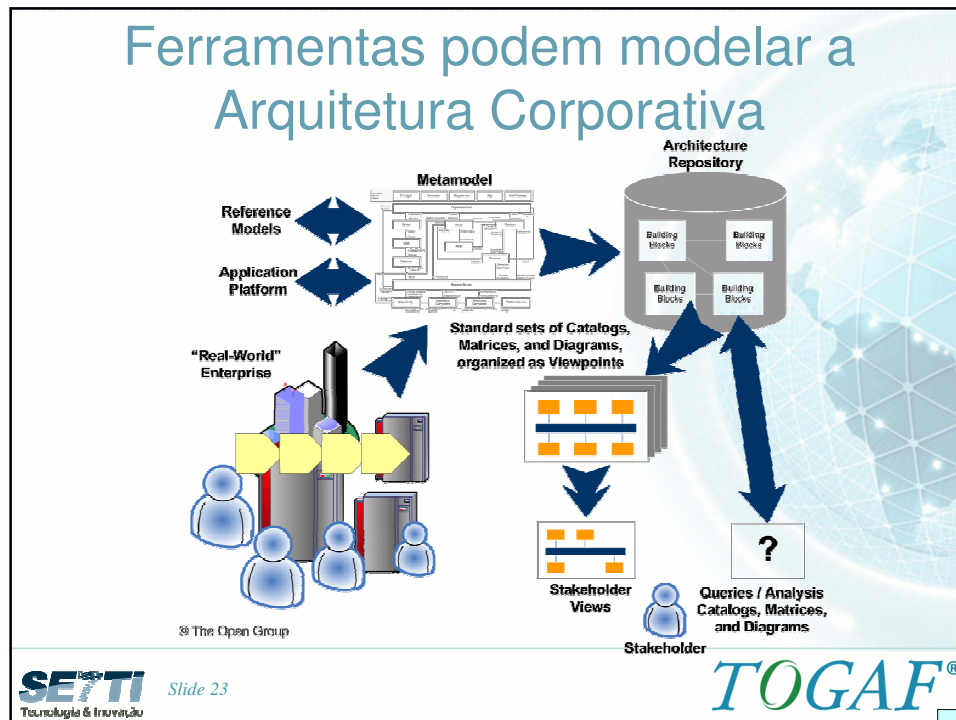 Ferramentas podem modelar a
Arquitetura Corporativa
Architecture
Repository
Metamodel
Reference
Models
Application
Platform
Building
Blocks
Building
Blocks
Building
Blocks
Building
Blocks
Standard sets of Catalogs,
Matrices, and Diagrams,
organized as Viewpoints
“Real-World”
Enterprise
?
Stakeholder
Views
Queries / Analysis
Catalogs, Matrices,
and Diagrams
Stakeholder
© The Open Group
Tecnologia & Inovação
Slide 23
TOGAF®